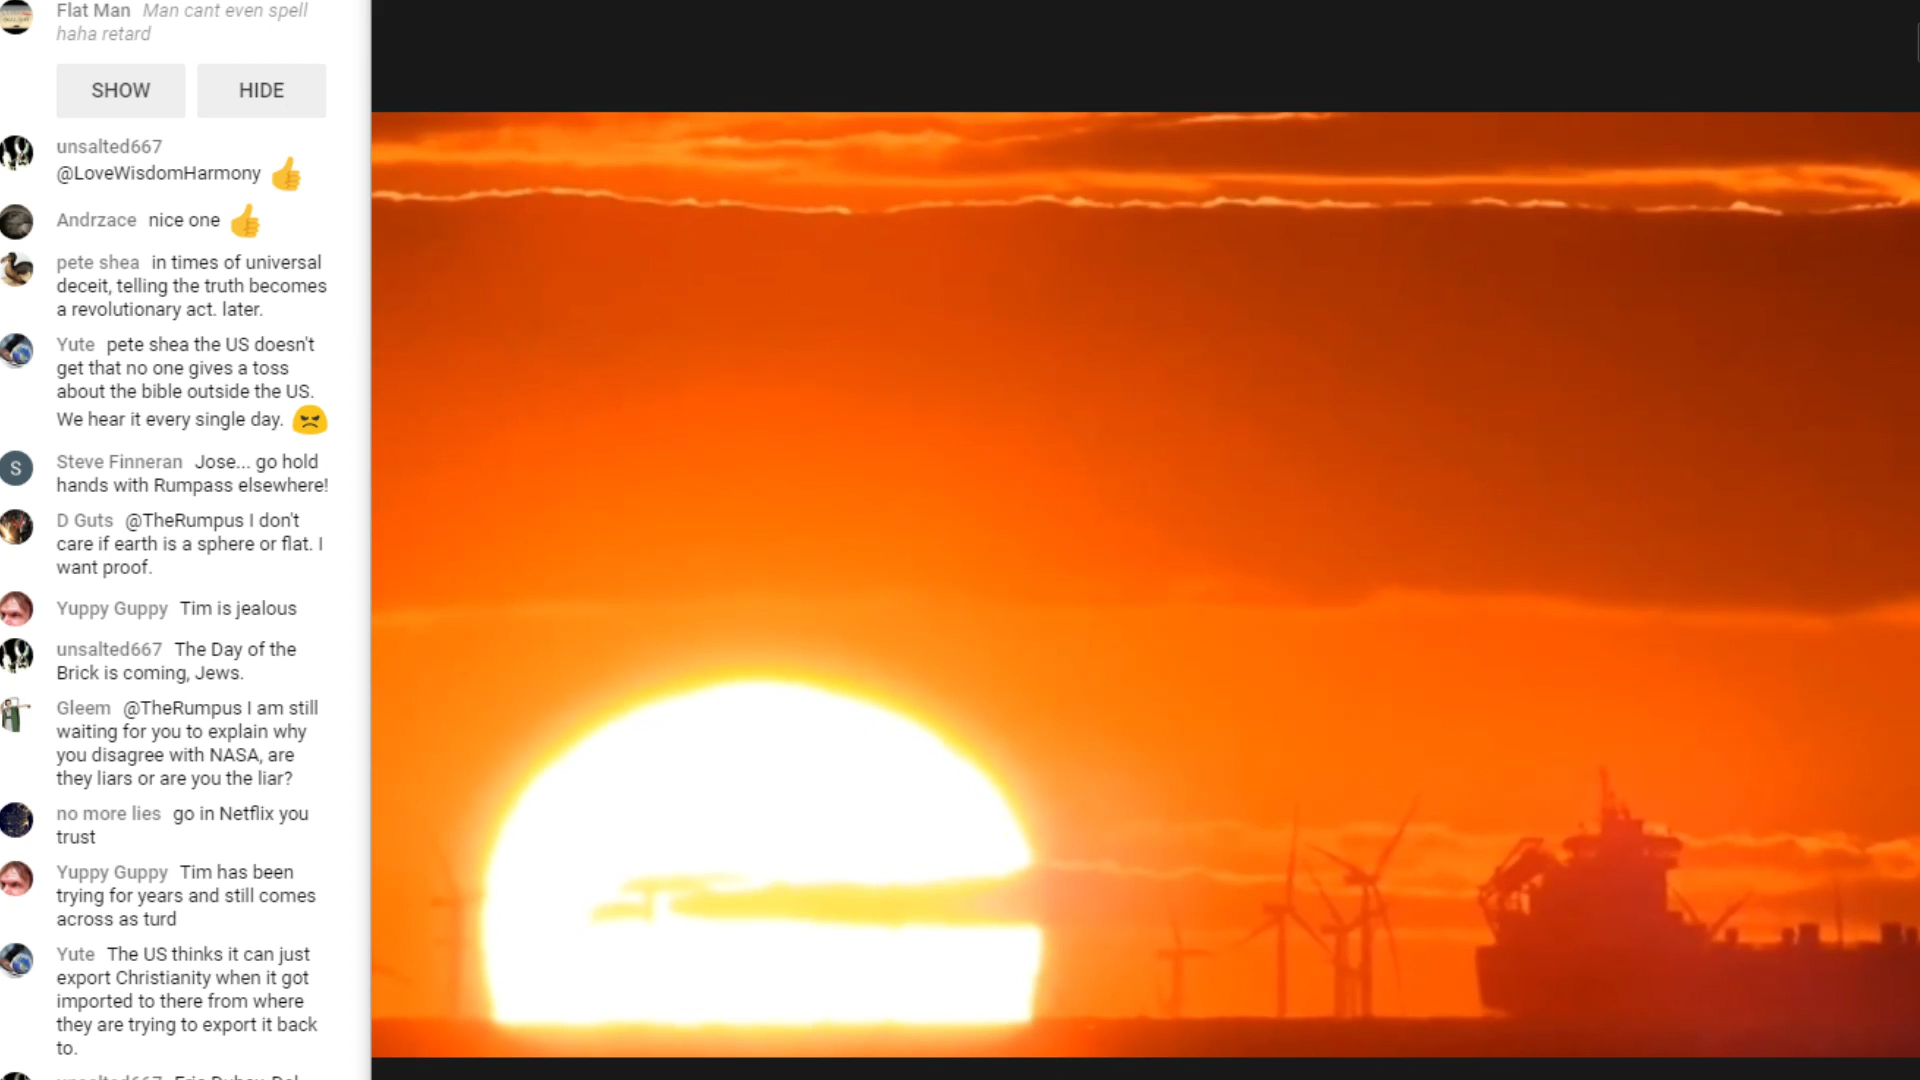 Flat Man Man cant even spell
haha retard
SHOW HIDE
unsalted667
@LoveWisdomHarmony
Andrzace nice one
pete shea in times of universal
deceit, telling the truth becomes
a revolutionary act. later.
Yute pete shea the US doesn't
get that no one gives a toss
about the bible outside the US.
We hear it every single day.
S Steve Finneran Jose... go hold
hands with Rumpass elsewhere!
D Guts @TheRumpus I don't
care if earth is a sphere or flat. I
want proof.
Yuppy Guppy Tim is jealous
unsalted667 The Day of the
Brick is coming, Jews.
Gleem @TheRumpus I am still
waiting for you to explain why
you disagree with NASA, are
they liars or are you the liar?
no more lies go in Netflix you
trust
Yuppy Guppy Tim has been
trying for years and still comes
across as turd
Yute The US thinks it can just
export Christianity when it got
imported to there from where
they are trying to export it back
to.